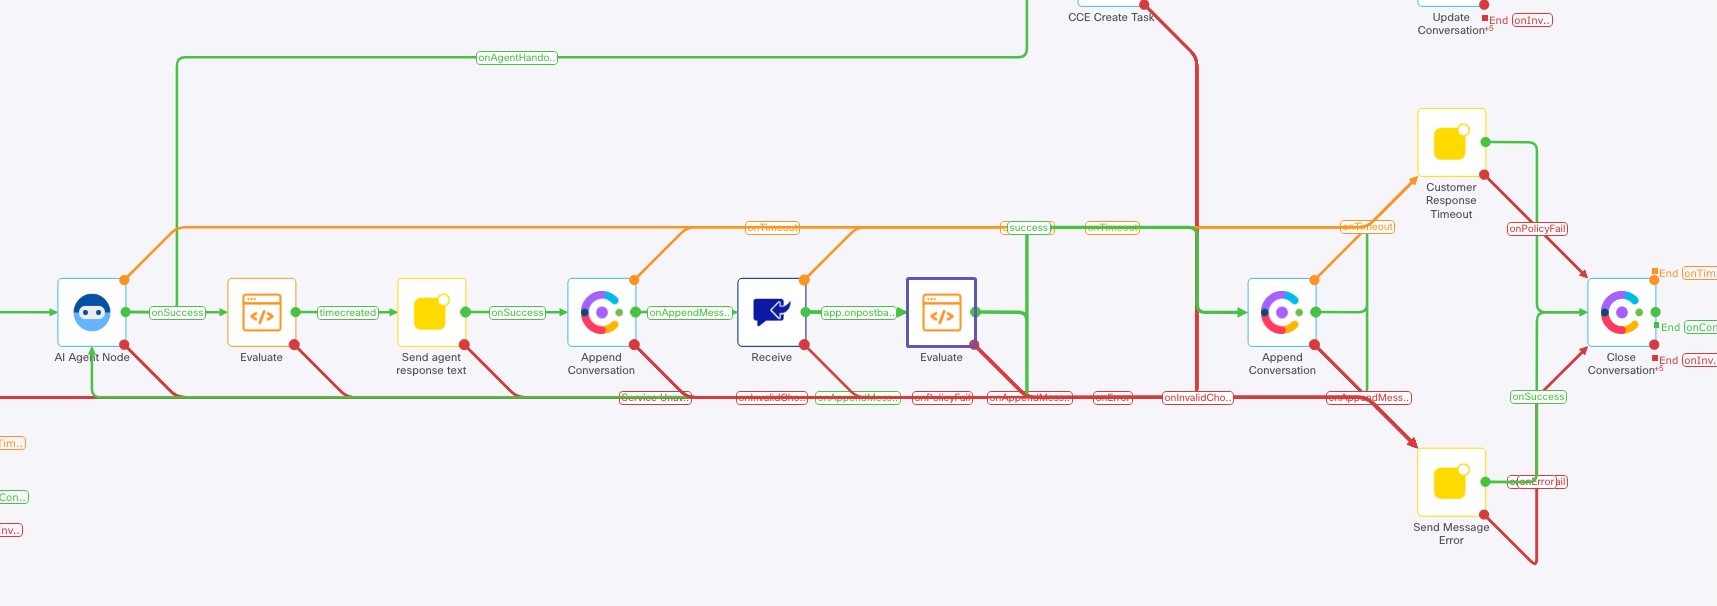 CCE Create Task
Update
Conversation
+5
End onInv..
onAgentHando..
Customer
Response
Timeout
onTimeout
success
onTimeout
onTimeout
onPolicyFail
End onTim..
onSuccess
timecreated
onSuccess
onAppendMess..
app.onpostba..
End onCon
AI Agent Node
Evaluate
Send agent
response text
Append
Conversation
Receive
Evaluate
Append
Conversation
Close
Conversation
+5
End onInv..
Service Unav..
onInvalidCho..
onAppendMess..
onPolicyFail
onAppendMess..
onError
onInvalidCho..
onAppendMess..
onSuccess
Tim..
onError
Con..
nv..
Send Message
Error